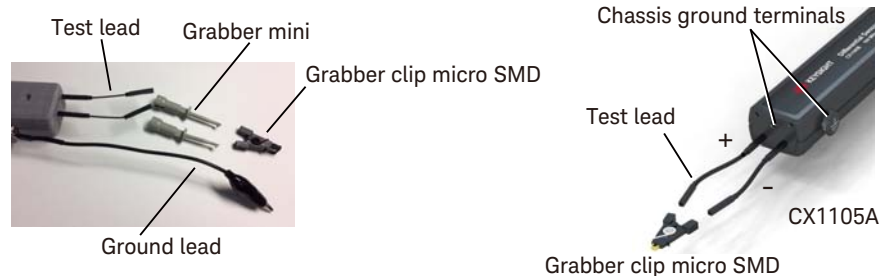 Test lead
Grabber mini
Grabber clip micro SMD
Ground lead
Chassis ground terminals
KEYSIGHT
Test lead
+
-
CX1105A
Grabber clip micro SMD